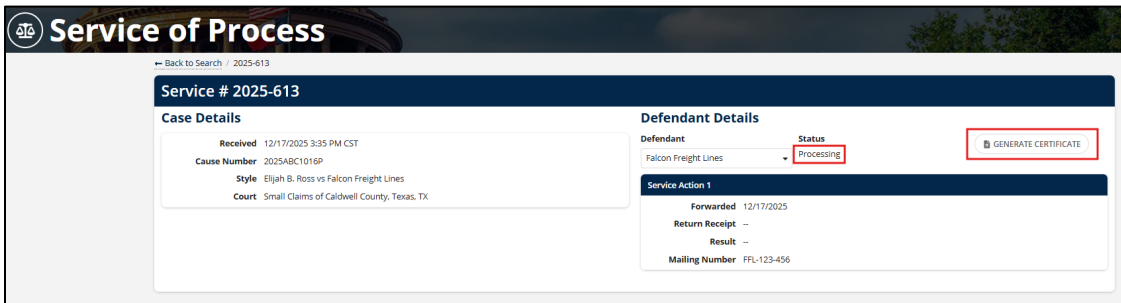 Service of Process
← Back to Search / 2025-613
Service # 2025-613
Case Details
Received 12/17/2025 3:35 PM CST
Cause Number 2025ABC1016P
Style Elijah B. Ross vs Falcon Freight Lines
Court Small Claims of Caldwell County, Texas, TX
Defendant Details
Defendant Status
Falcon Freight Lines Processing
GENERATE CERTIFICATE
Service Action 1
Forwarded 12/17/2025
Return Receipt --
Result --
Mailing Number FFL-123-456